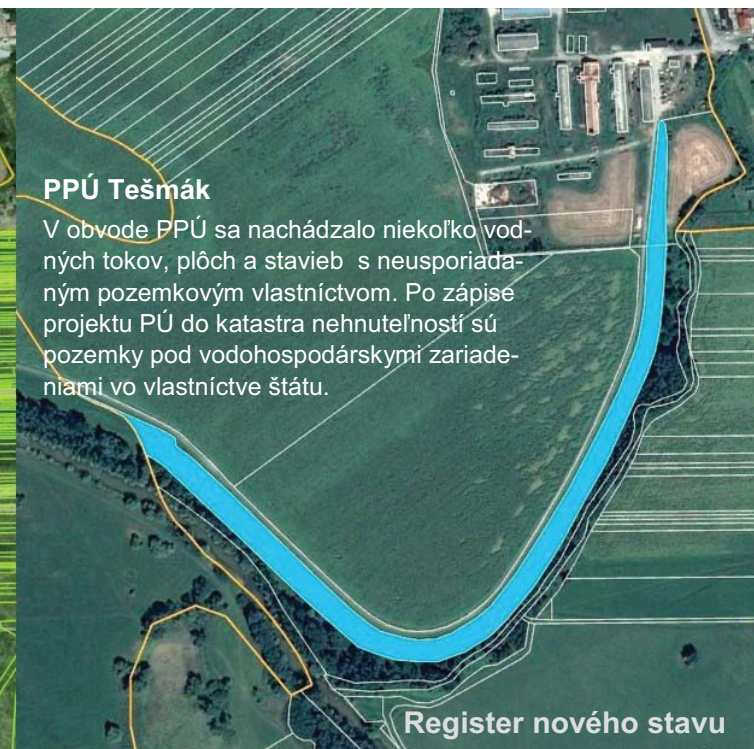 PPÚ Tešmák
V obvode PPÚ sa nachádzalo niekoľko vod-
ných tokov, plôch a stavieb  s neusporiada-
ným pozemkovým vlastníctvom. Po zápise
projektu PÚ do katastra nehnuteľností sú
pozemky pod vodohospodárskymi zariade-
niami vo vlastníctve štátu.
Register nového stavu